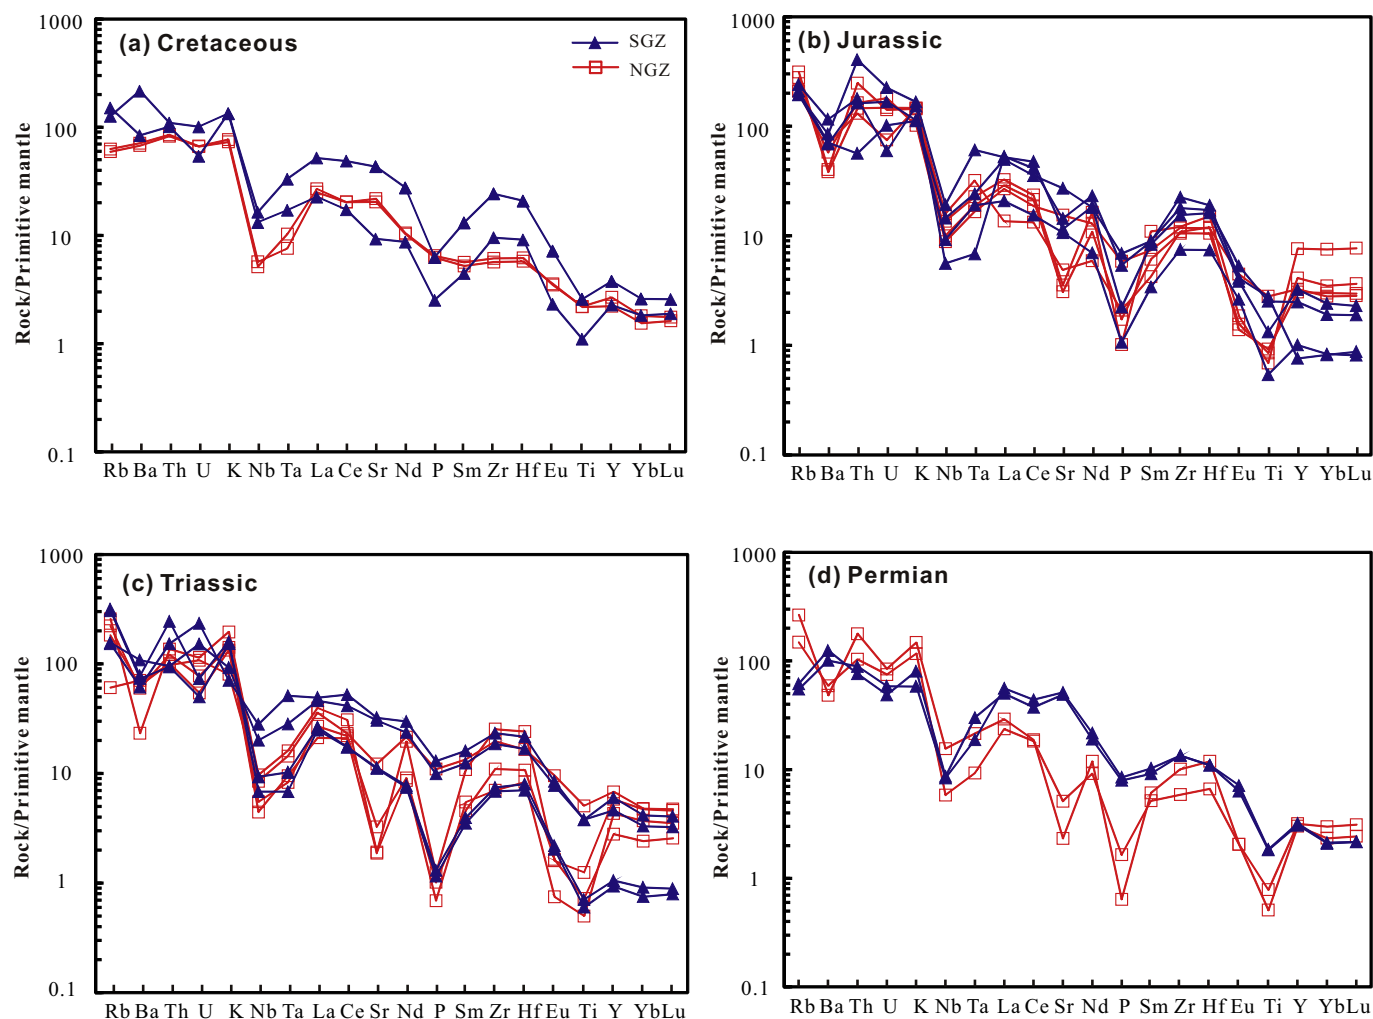 (a) Cretaceous
SGZ
NGZ
1000
100
10
1
0.1
Rock/Primitive mantle
Rb Ba Th U K Nb Ta La Ce Sr Nd P Sm Zr Hf Eu Ti Y Yb Lu
(b) Jurassic
1000
100
10
1
0.1
Rock/Primitive mantle
Rb Ba Th U K Nb Ta La Ce Sr Nd P Sm Zr Hf Eu Ti Y Yb Lu
(c) Triassic
1000
100
10
1
0.1
Rock/Primitive mantle
Rb Ba Th U K Nb Ta La Ce Sr Nd P Sm Zr Hf Eu Ti Y Yb Lu
(d) Permian
1000
100
10
1
0.1
Rock/Primitive mantle
Rb Ba Th U K Nb Ta La Ce Sr Nd P Sm Zr Hf Eu Ti Y Yb Lu